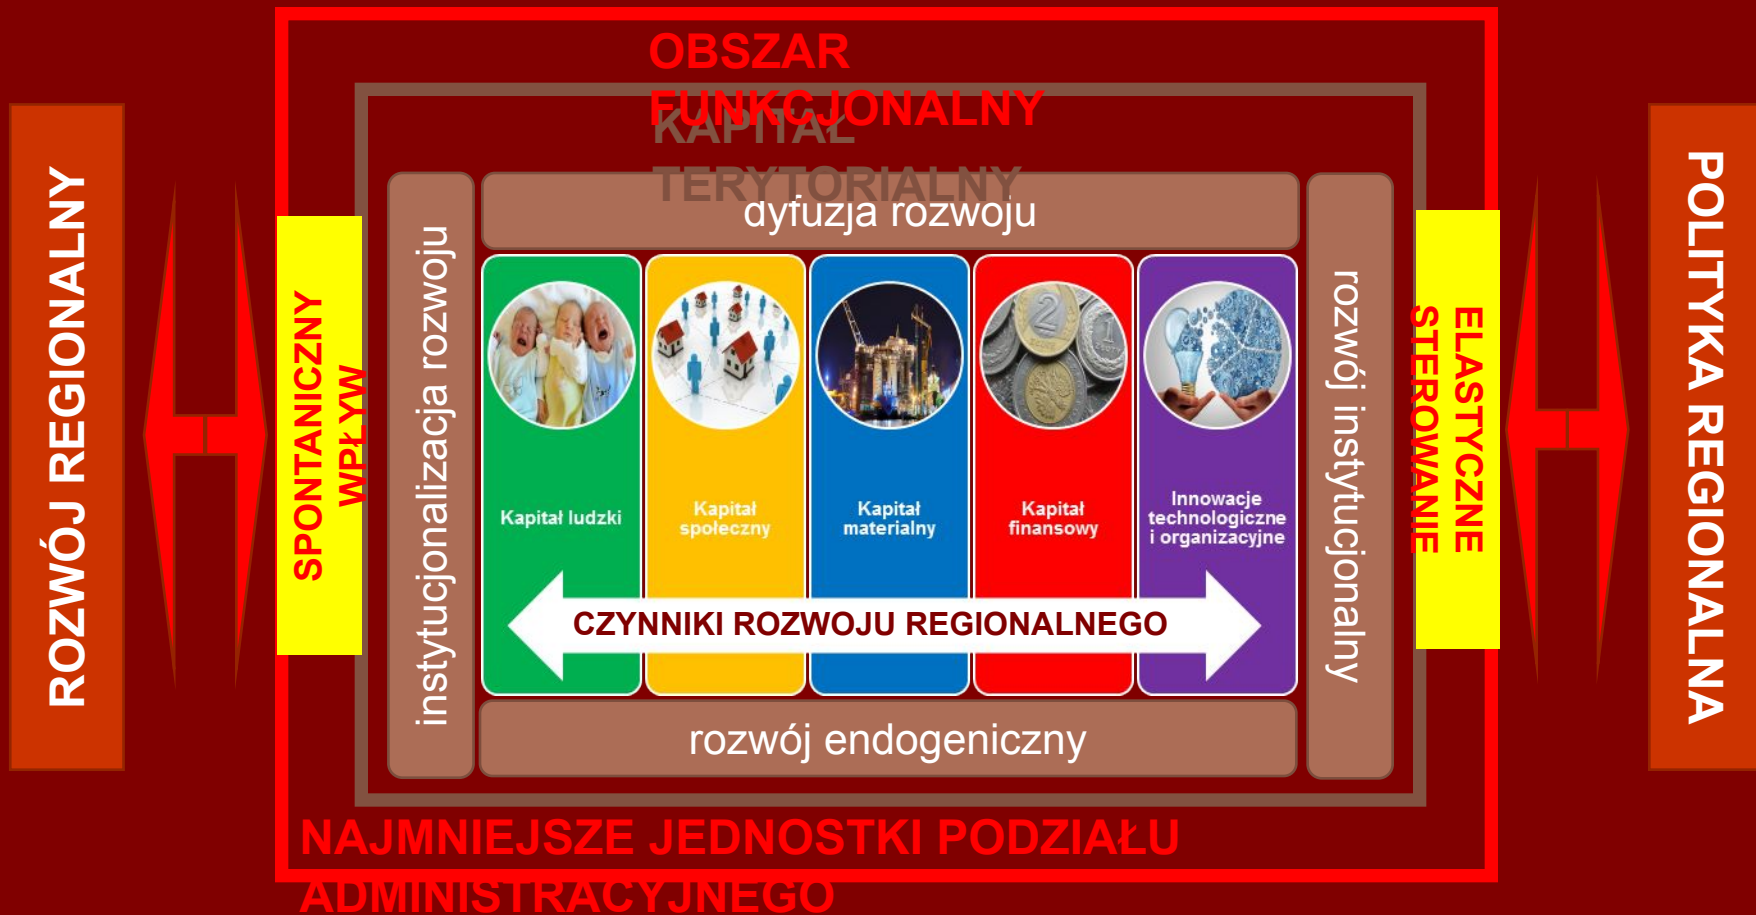 OBSZAR
FUNKCJONALNY
KAPITAŁ
TERYTORIALNY
ROZWÓJ REGIONALNY
SPONTANICZNY
WPŁYW
instytucjonalizacja rozwoju
dyfuzja rozwoju
Kapitał ludzki
Kapitał
społeczny
Kapitał
materialny
Kapitał
finansowy
Innowacje
technologiczne
i organizacyjne
CZYNNIKI ROZWOJU REGIONALNEGO
rozwój endogeniczny
rozwój instytucjonalny
ELASTYCZNE
STEROWANIE
POLITYKA REGIONALNA
NAJMNIEJSZE JEDNOSTKI PODZIAŁU
ADMINISTRACYJNEGO